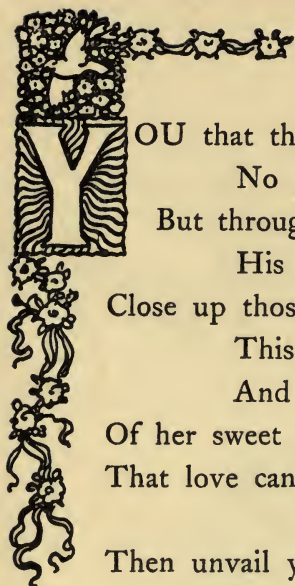 YOU that th
No
But throug
His
Close up thos
This
And
Of her sweet
That love can
Then unvail y